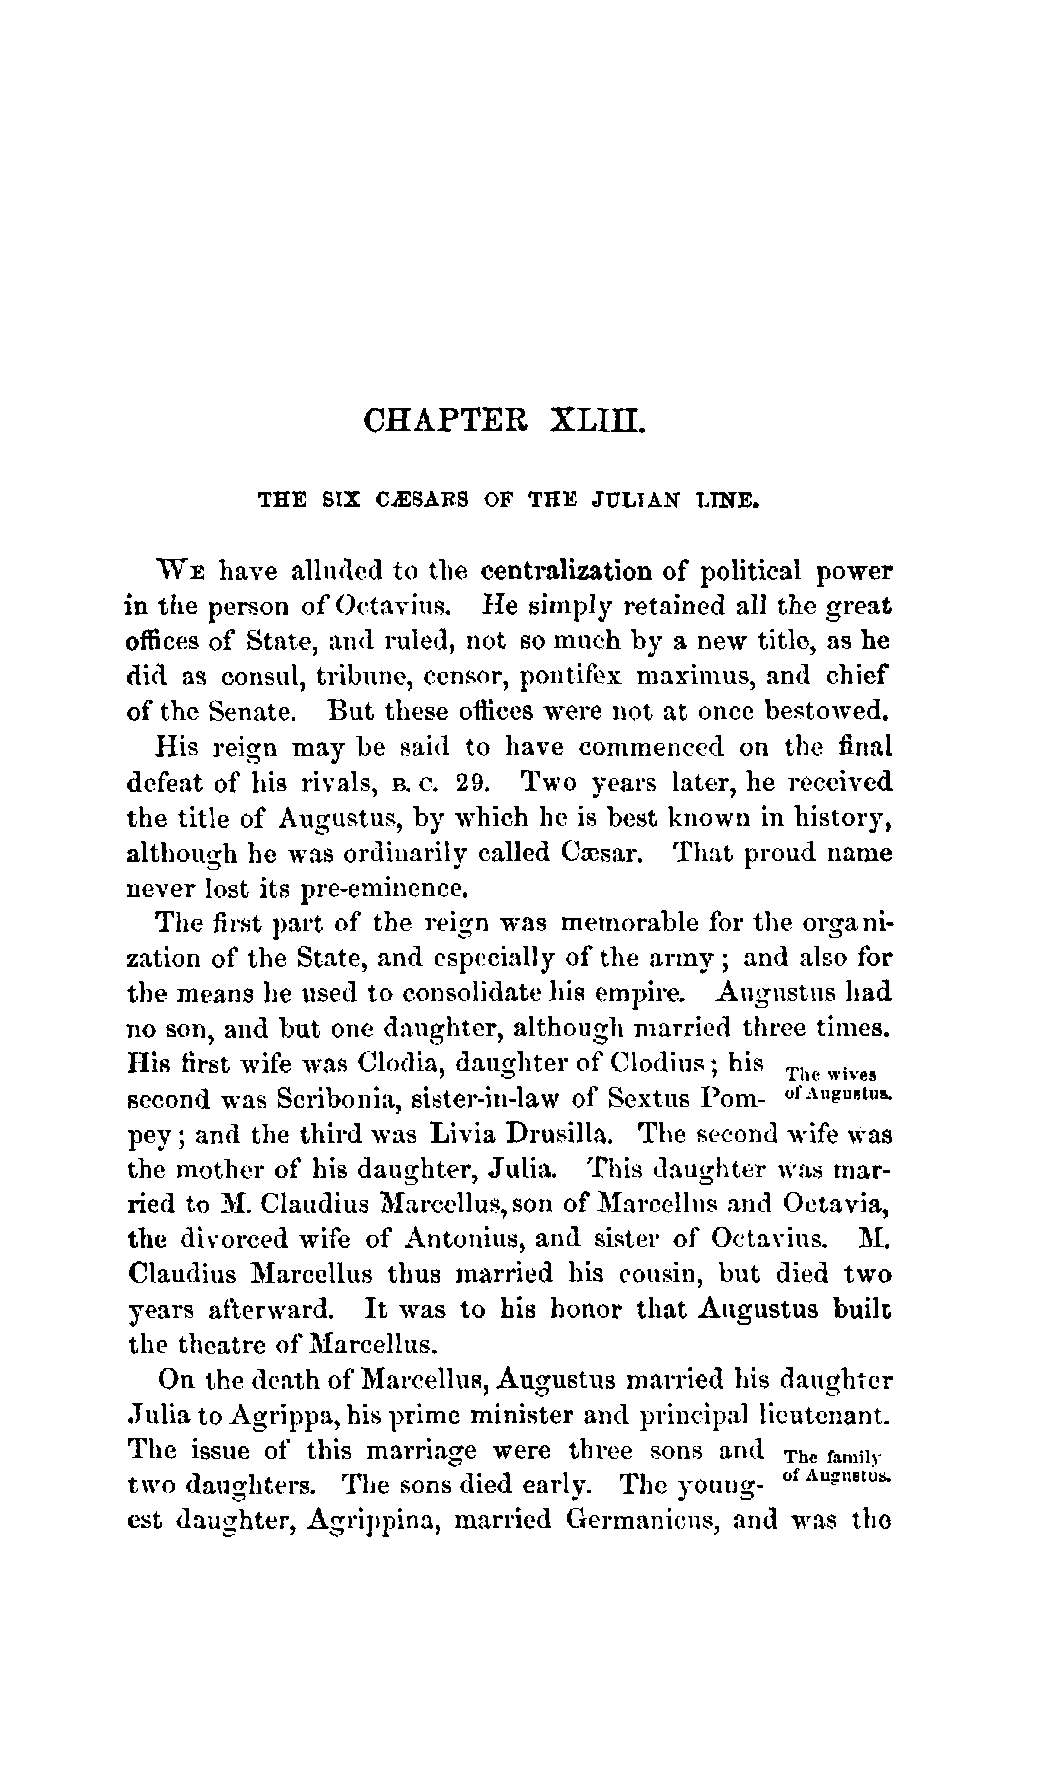 CHAPTER XLIII.
THE SIX CÆSARS OF THE JULIAN LINE.
WE have alluded to the centralization of political power
in the person of Octavius. He simply retained all the great
offices of State, and ruled, not so much by a new title, as he
did as consul, tribune, censor, pontifex maximus, and chief
of the Senate. But these offices were not at once bestowed.
His reign may be said to have commenced on the final
defeat of his rivals, B. C. 29. Two years later, he received
the title of Augustus, by which he is best known in history,
although he was ordinarily called Cæsar. That proud name
never lost its pre-eminence.
The first part of the reign was memorable for the organi-
zation of the State, and especially of the army; and also for
the means he used to consolidate his empire. Augustus had
no son, and but one daughter, although married three times.
His first wife was Clodia, daughter of Clodius; his
The wives
of Augustus.
second was Scribonia, sister-in-law of Sextus Pom-
pey; and the third was Livia Drusilla. The second wife was
the mother of his daughter, Julia. This daughter was mar-
ried to M. Claudius Marcellus, son of Marcellus and Octavia,
the divorced wife of Antonius, and sister of Octavius. M.
Claudius Marcellus thus married his cousin, but died two
years afterward. It was to his honor that Augustus built
the theatre of Marcellus.
On the death of Marcellus, Augustus married his daughter
Julia to Agrippa, his prime minister and principal lieutenant.
The issue of this marriage were three sons and
The family
of Augustus.
two daughters. The sons died early. The young-
est daughter, Agrippina, married Germanicus, and was the